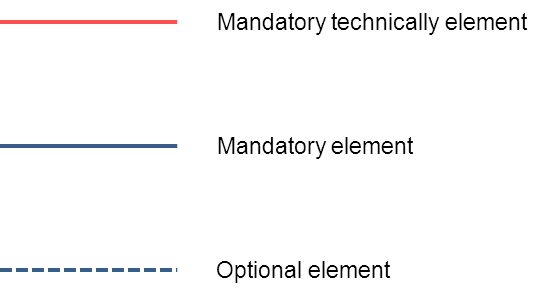 Mandatory technically element
Mandatory element
Optional element